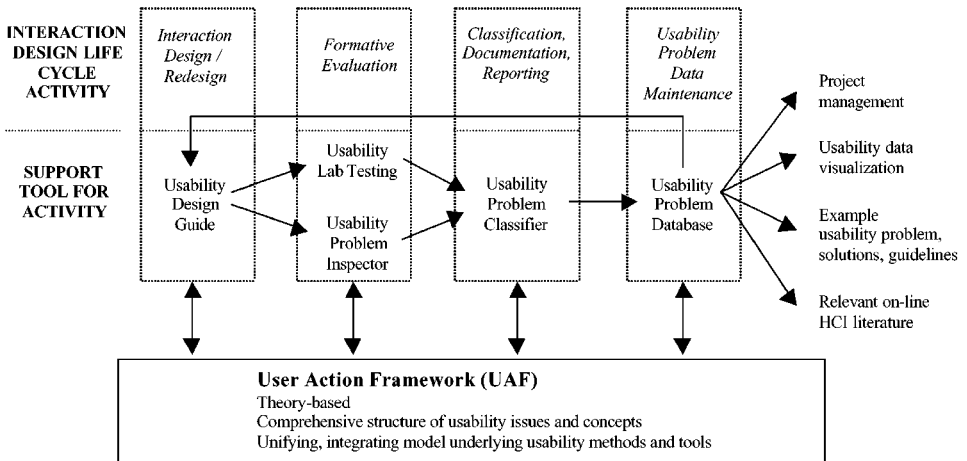 INTERACTION
DESIGN LIFE
CYCLE
ACTIVITY
Interaction
Design /
Redesign
Formative
Evaluation
Classification,
Documentation,
Reporting
Usability
Problem
Data
Maintenance
SUPPORT
TOOL FOR
ACTIVITY
Usability
Design
Guide
Usability
Lab Testing
Usability
Problem
Inspector
Usability
Problem
Classifier
Usability
Problem
Database
Project
management
Usability data
visualization
Example
usability problem,
solutions, guidelines
Relevant on-line
HCI literature
User Action Framework (UAF)
Theory-based
Comprehensive structure of usability issues and concepts
Unifying, integrating model underlying usability methods and tools